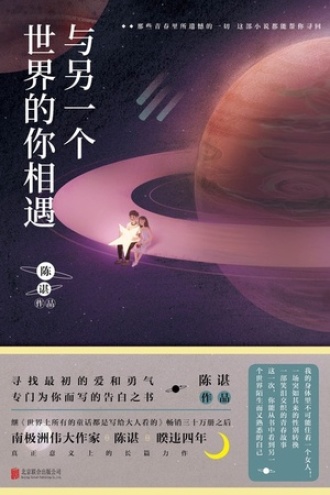 那些青春里所遗憾的一切 这部小说都能帮你寻回
与另一个
世界的你相遇
陈
谌
作品
我的身体里不可能住着一个女人！
一场突如其来的性别转换
一部笑泪交织的青春故事
这一次，你能从书中看到另一
个世界陌生而又熟悉的自己
寻找最初的爱和勇气
专门为你而写的告白之书
陈谌
作品
继《世界上所有的童话都是写给大人看的》畅销三十万册之后
南极洲伟大作家 陈谌 暌违四年
真正意义上的长篇力作
北京联合出版公司